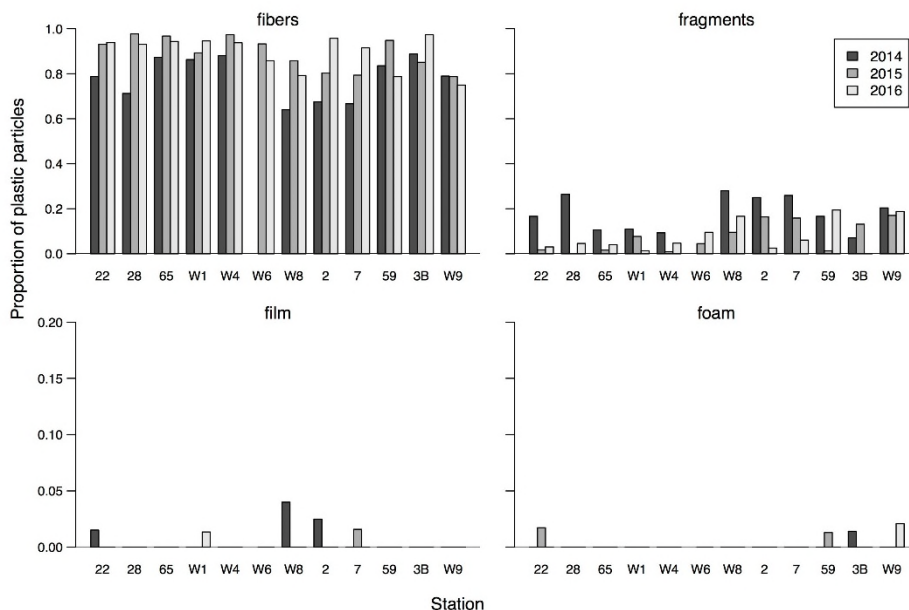 fibers
fragments
Proportion of plastic particles
1.0
0.8
0.6
0.4
0.2
0.0
2014
2015
2016
22 28 65 W1 W4 W6 W8 2 7 59 3B W9
22 28 65 W1 W4 W6 W8 2 7 59 3B W9
film
foam
0.20
0.15
0.10
0.05
0.00
22 28 65 W1 W4 W6 W8 2 7 59 3B W9
22 28 65 W1 W4 W6 W8 2 7 59 3B W9
Station